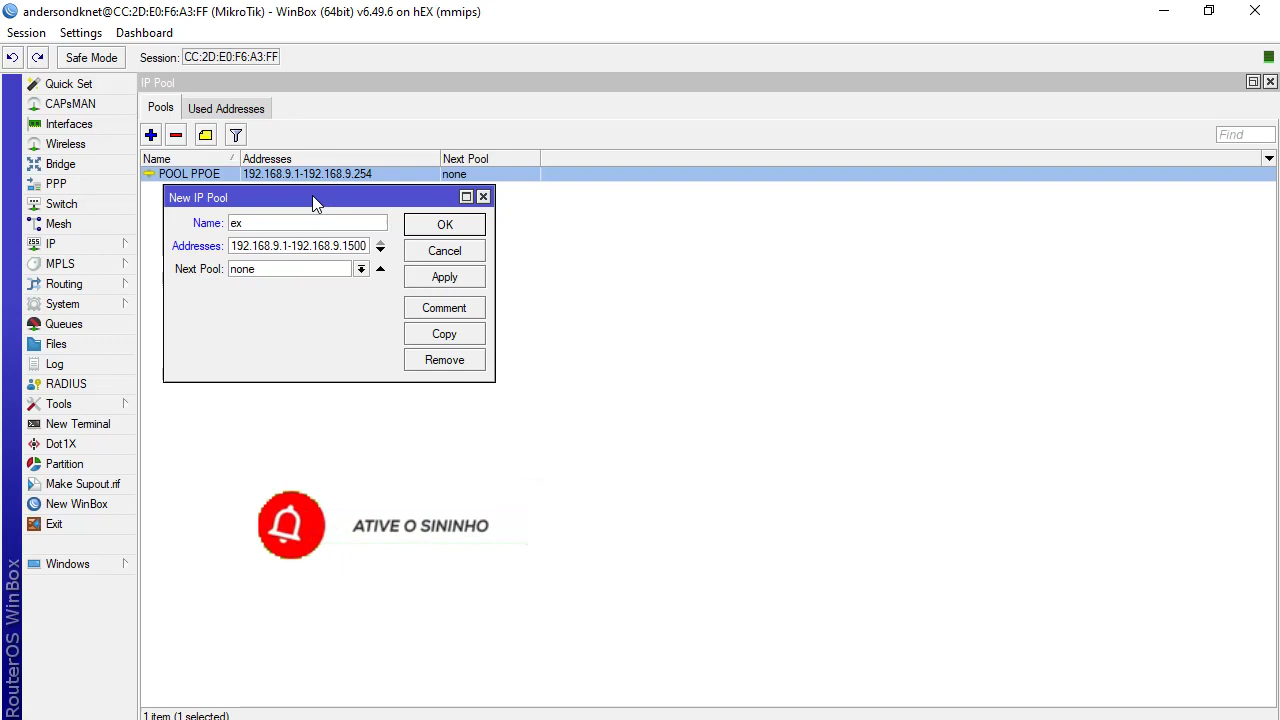 andersondknet@CC:2D:E0:F6:A3:FF (MikroTik) - WinBox (64bit) v6.49.6 on hEX (mmips)
Session Settings Dashboard
Safe Mode Session: CC:2D:E0:F6:A3:FF
Quick Set
CAPsMAN
Interfaces
Wireless
Bridge
PPP
Switch
Mesh
IP
MPLS
Routing
System
Queues
Files
Log
RADIUS
Tools
New Terminal
Dot1X
Partition
Make Supout.rif
New WinBox
Exit
Windows
RouterOS WinBox
IP Pool
Pools Used Addresses
Find
Name Addresses Next Pool
POOL PPOE 192.168.9.1-192.168.9.254 none
New IP Pool
Name: ex
Addresses: 192.168.9.1-192.168.9.1500
Next Pool: none
OK
Cancel
Apply
Comment
Copy
Remove
ATIVE O SININHO
1 item (1 selected)